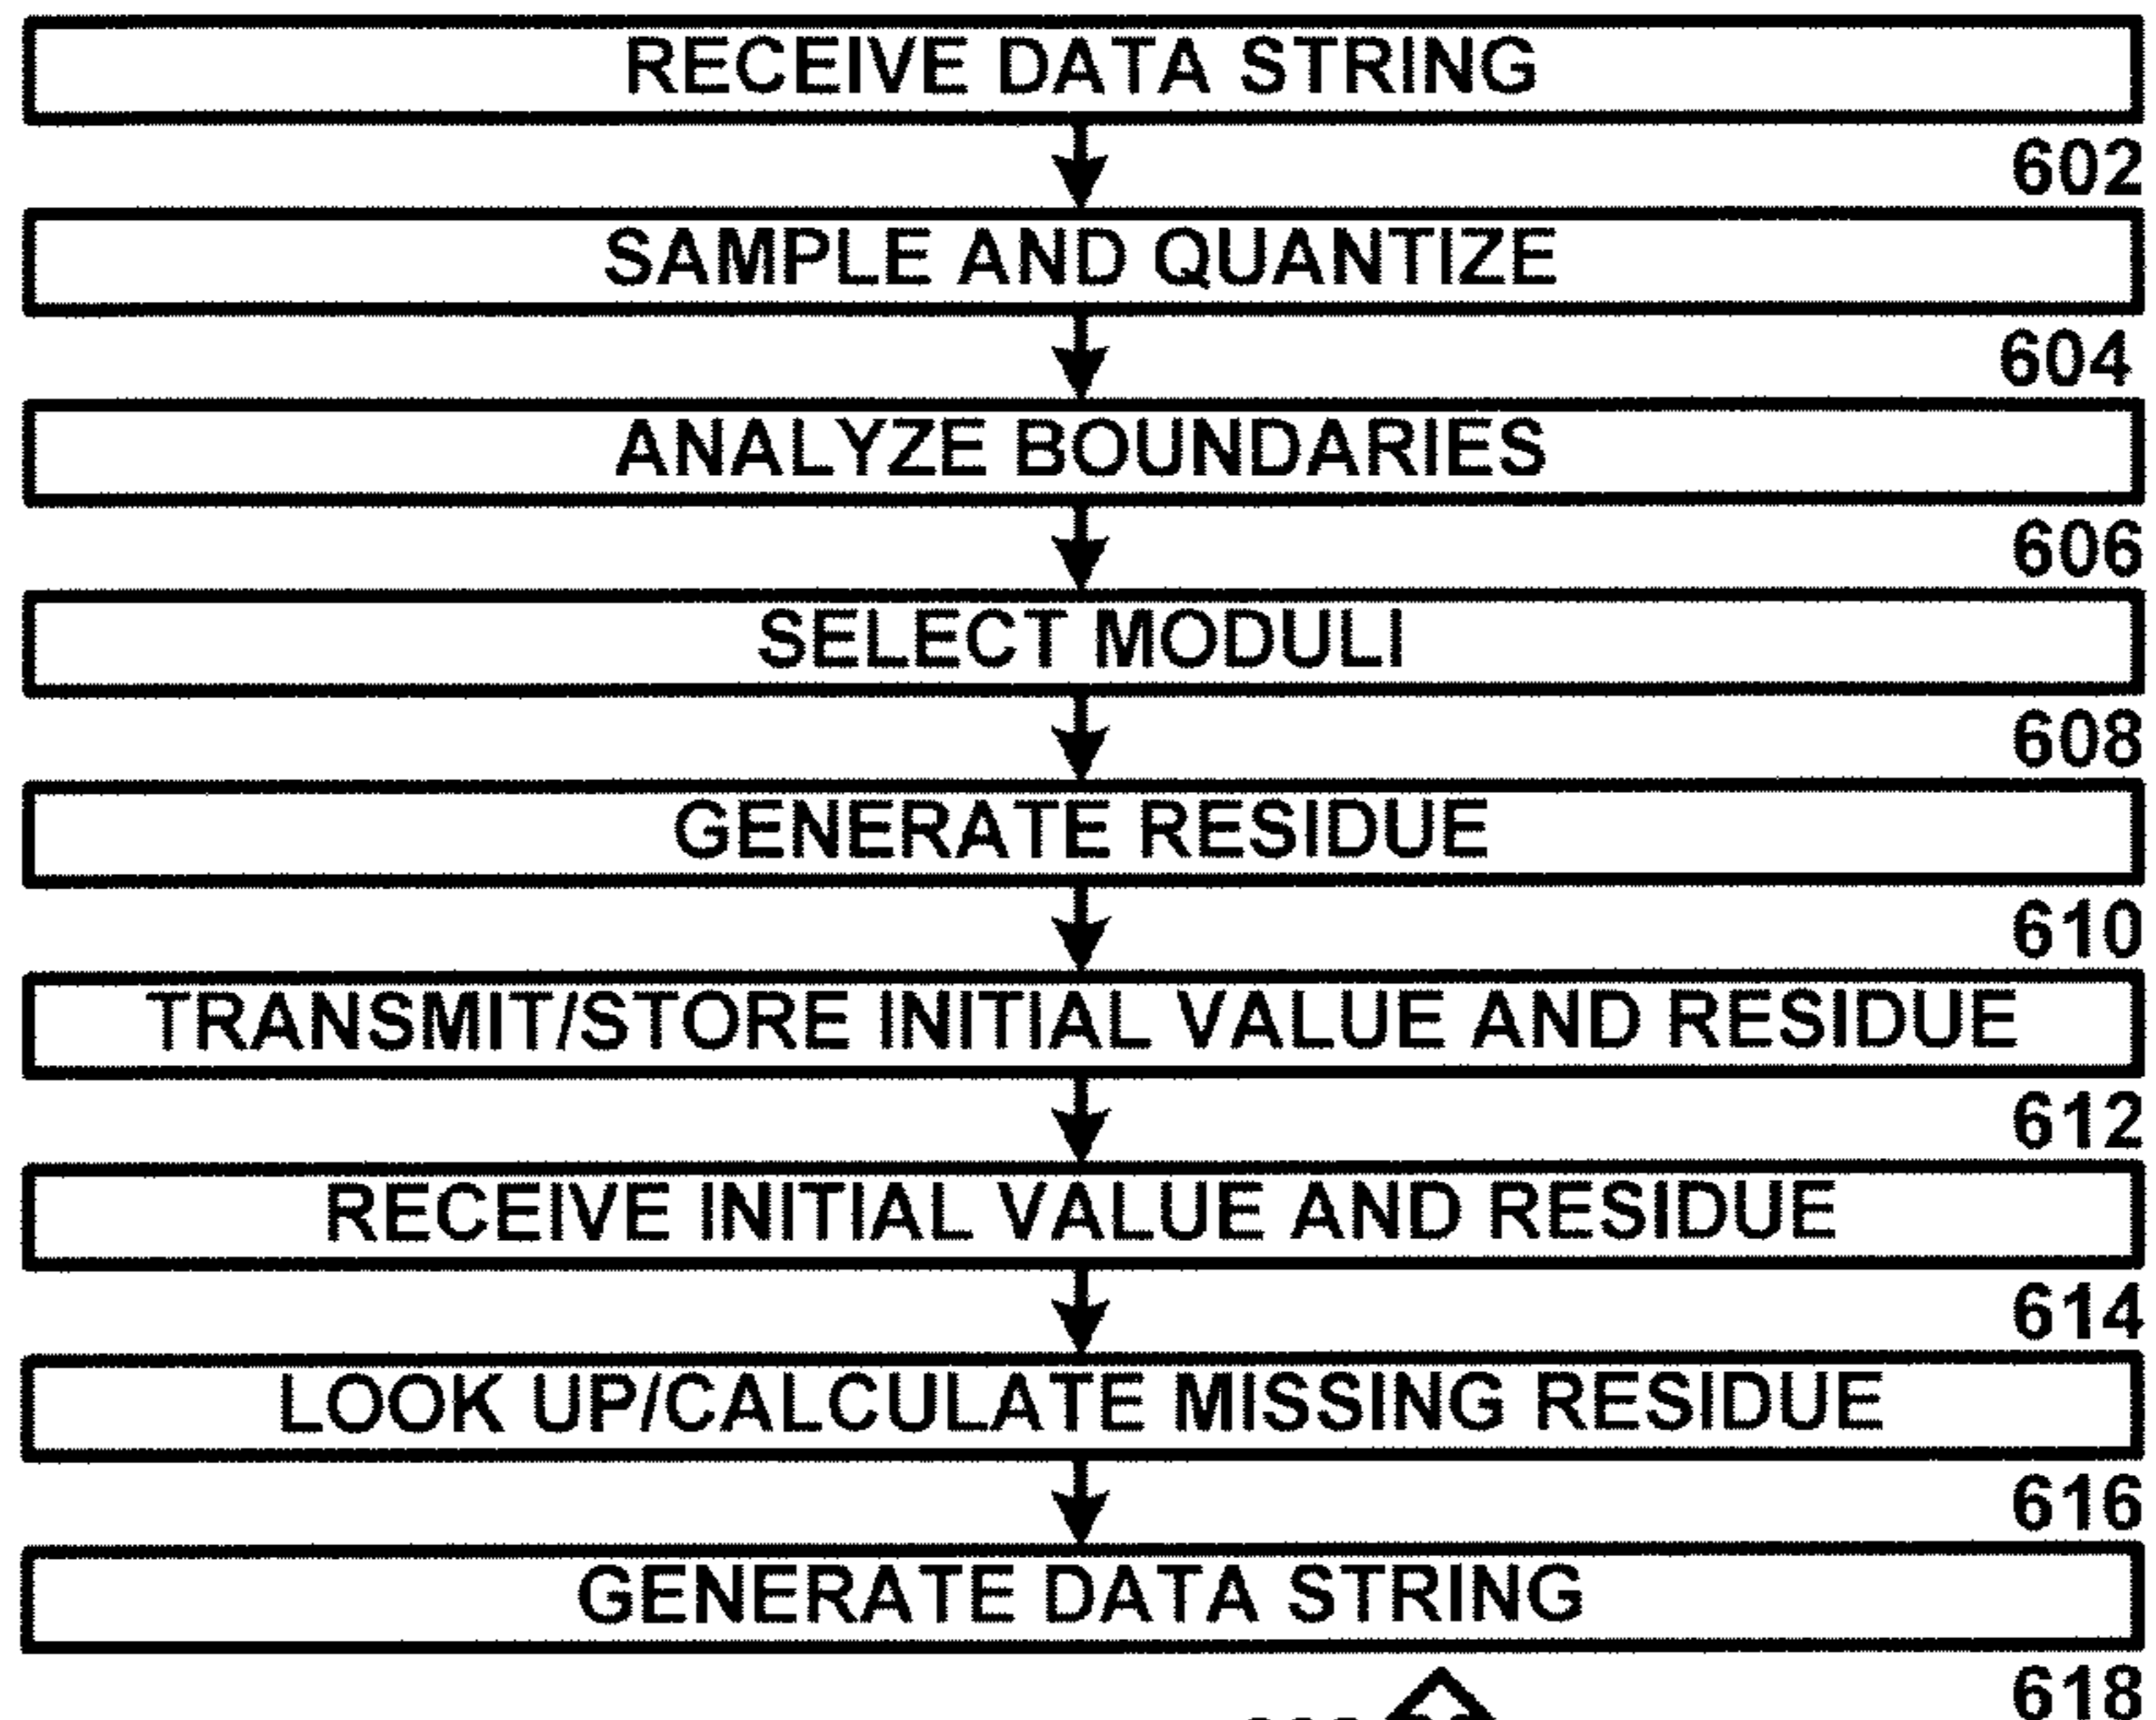 RECEIVE DATA STRING
602
SAMPLE AND QUANTIZE
604
ANALYZE BOUNDARIES
606
SELECT MODULI
608
GENERATE RESIDUE
610
TRANSMIT/STORE INITIAL VALUE AND RESIDUE
612
RECEIVE INITIAL VALUE AND RESIDUE
614
LOOK UP/CALCULATE MISSING RESIDUE
616
GENERATE DATA STRING
618